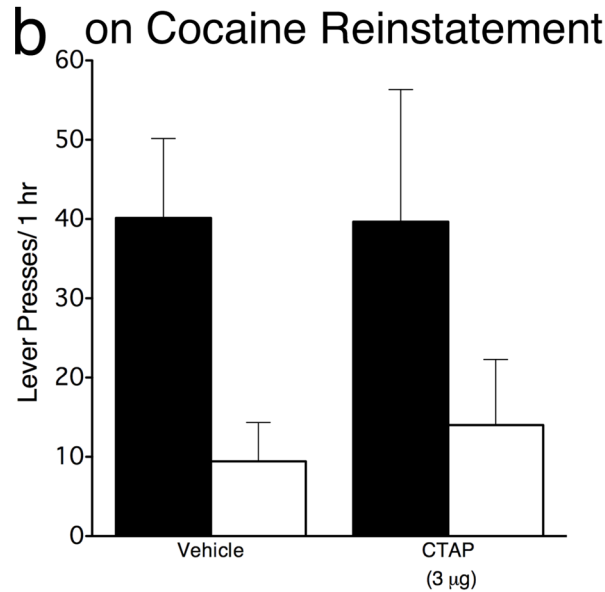 b on Cocaine Reinstatement
60
50
40
30
20
10
0
Lever Presses/ 1 hr
Vehicle
CTAP
(3 µg)